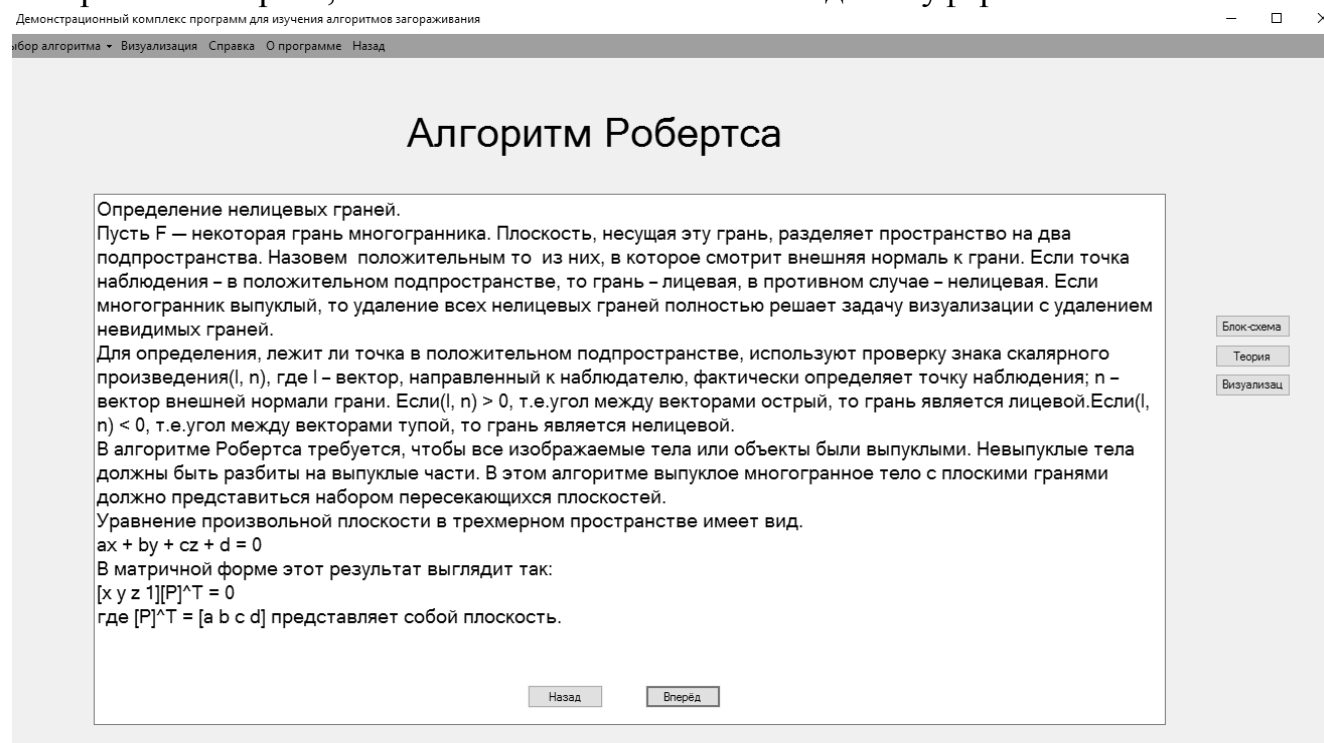 Демонстрационный комплекс программ для изучения алгоритмов загораживания
алгоритма Визуализация Справка О программе Назад
Алгоритм Робертса
Определение нелицевых граней.
Пусть F — некоторая грань многогранника. Плоскость, несущая эту грань, разделяет пространство на два
подпространства. Назовем положительным то из них, в которое смотрит внешняя нормаль к грани. Если точка
наблюдения – в положительном подпространстве, то грань – лицевая, в противном случае – нелицевая. Если
многогранник выпуклый, то удаление всех нелицевых граней полностью решает задачу визуализации с удалением
невидимых граней.
Для определения, лежит ли точка в положительном подпространстве, используют проверку знака скалярного
произведения(l, n), где l – вектор, направленный к наблюдателю, фактически определяет точку наблюдения; n –
вектор внешней нормали грани. Если(l, n) > 0, т.е.угол между векторами острый, то грань является лицевой.Если(l,
n) < 0, т.е.угол между векторами тупой, то грань является нелицевой.
В алгоритме Робертса требуется, чтобы все изображаемые тела или объекты были выпуклыми. Невыпуклые тела
должны быть разбиты на выпуклые части. В этом алгоритме выпуклое многогранное тело с плоскими гранями
должно представиться набором пересекающихся плоскостей.
Уравнение произвольной плоскости в трехмерном пространстве имеет вид.
ax + by + cz + d = 0
В матричной форме этот результат выглядит так:
[x y z 1][P]^T = 0
где [P]^T = [a b c d] представляет собой плоскость.
Блок-схема
Теория
Визуализац
Назад Вперёд